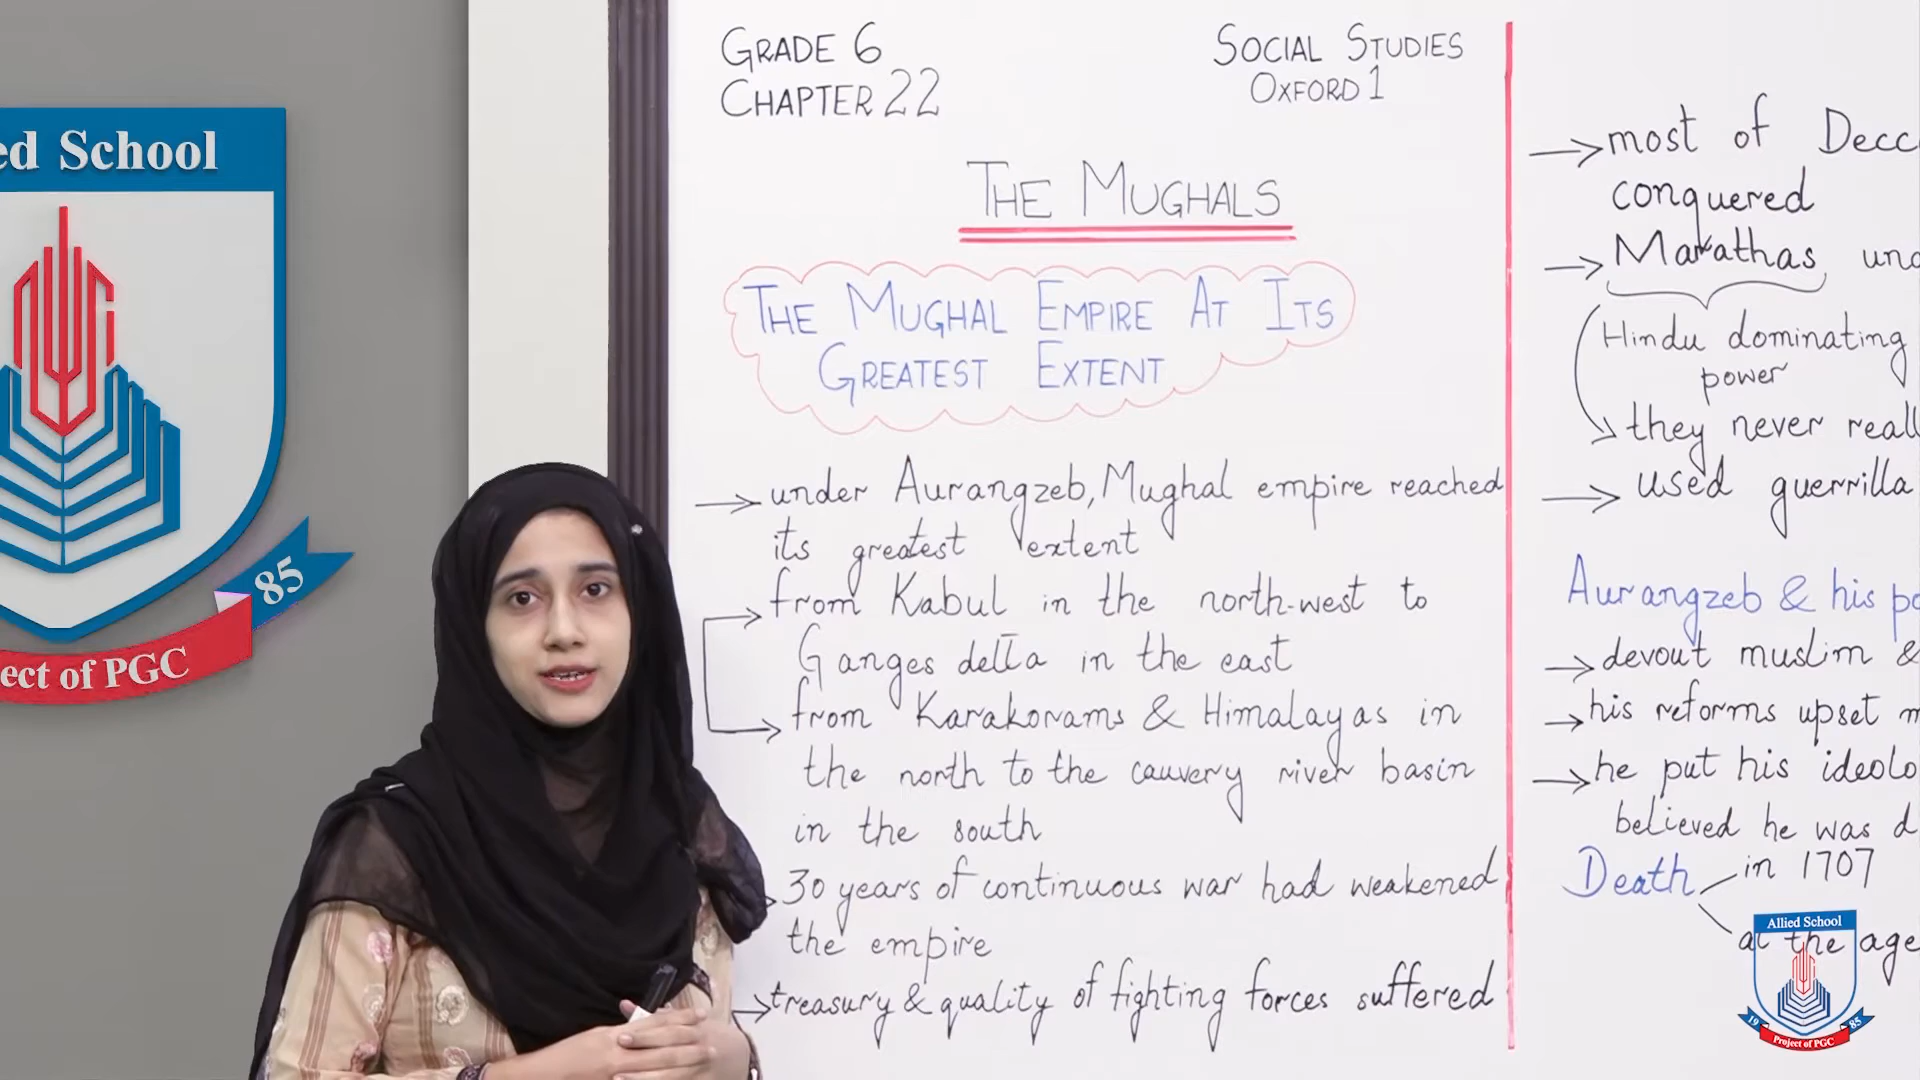 ed School
85
ject of PGC
GRADE 6
CHAPTER 22
SOCIAL STUDIES
OXFORD 1
THE MUGHALS
THE MUGHAL EMPIRE AT ITS
GREATEST EXTENT
→ under Aurangzeb, Mughal empire reached
its greatest extent
→ from Kabul in the north-west to
Ganges delta in the east
→ from Karakorams & Himalayas in
the north to the cauvery river basin
in the south
30 years of continuous war had weakened
the empire
→ treasury & quality of fighting forces suffered
→ most of Decc
conquered
→ Marathas und
Hindu dominating
power
they never reall
→ used guerrilla
Aurangzeb & his po
→ devout muslim &
→ his reforms upset m
→ he put his ideolo
believed he was d
Death in 1707
at the age
Allied School
19 85
Project of PGC